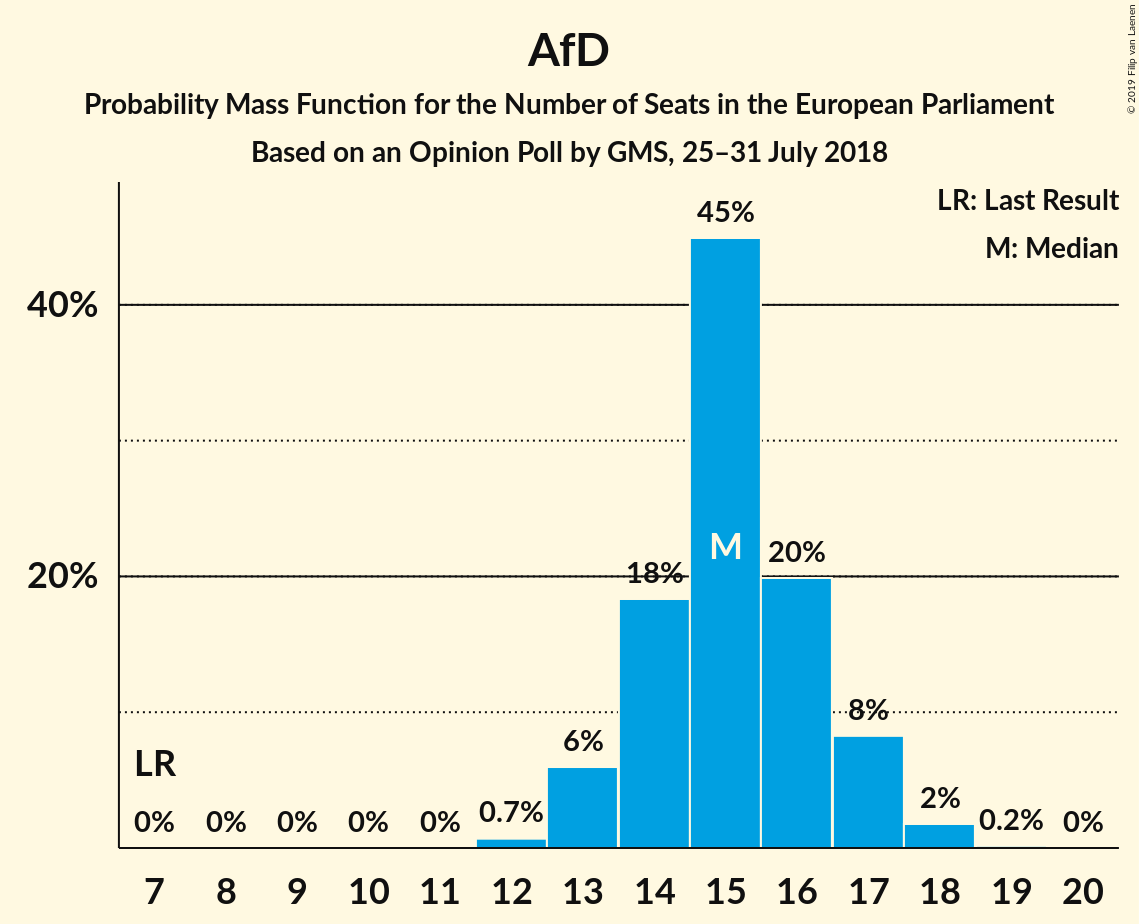 AfD
Probability Mass Function for the Number of Seats in the European Parliament
Based on an Opinion Poll by GMS, 25–31 July 2018
© 2019 Filip van Laenen
LR: Last Result
M: Median
45%
40%
M
20%
18%
20%
8%
6%
LR
2%
0% 0% 0% 0% 0% 0.7% 0.2% 0%
7 8 9 10 11 12 13 14 15 16 17 18 19 20